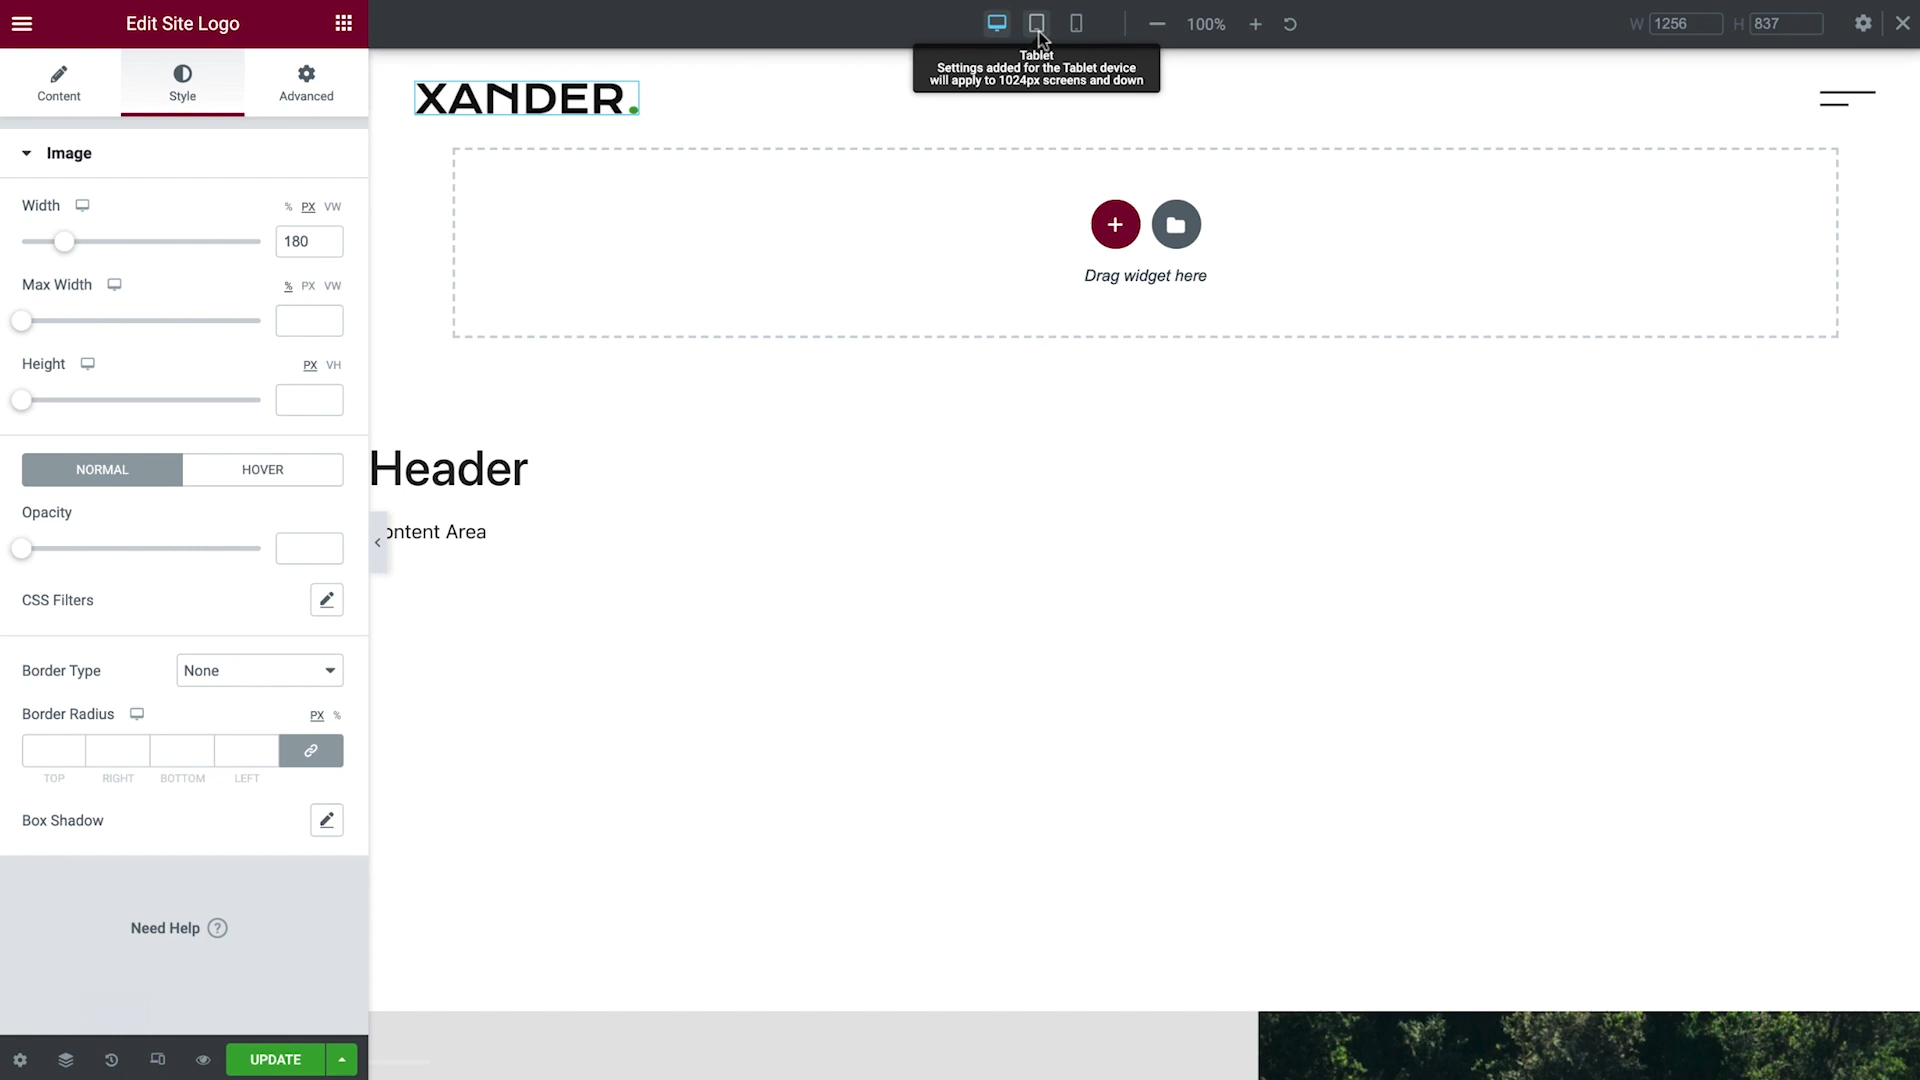 Edit Site Logo
100%
W 1256 H 837
Tablet
Settings added for the Tablet device
will apply to 1024px screens and down
Content
Style
Advanced
XANDER.
Image
Width
% PX VW
180
Max Width
% PX VW
Height
PX VH
Drag widget here
NORMAL
HOVER
Header
Opacity
ontent Area
CSS Filters
Border Type
None
Border Radius
PX %
TOP RIGHT BOTTOM LEFT
Box Shadow
Need Help ?
UPDATE